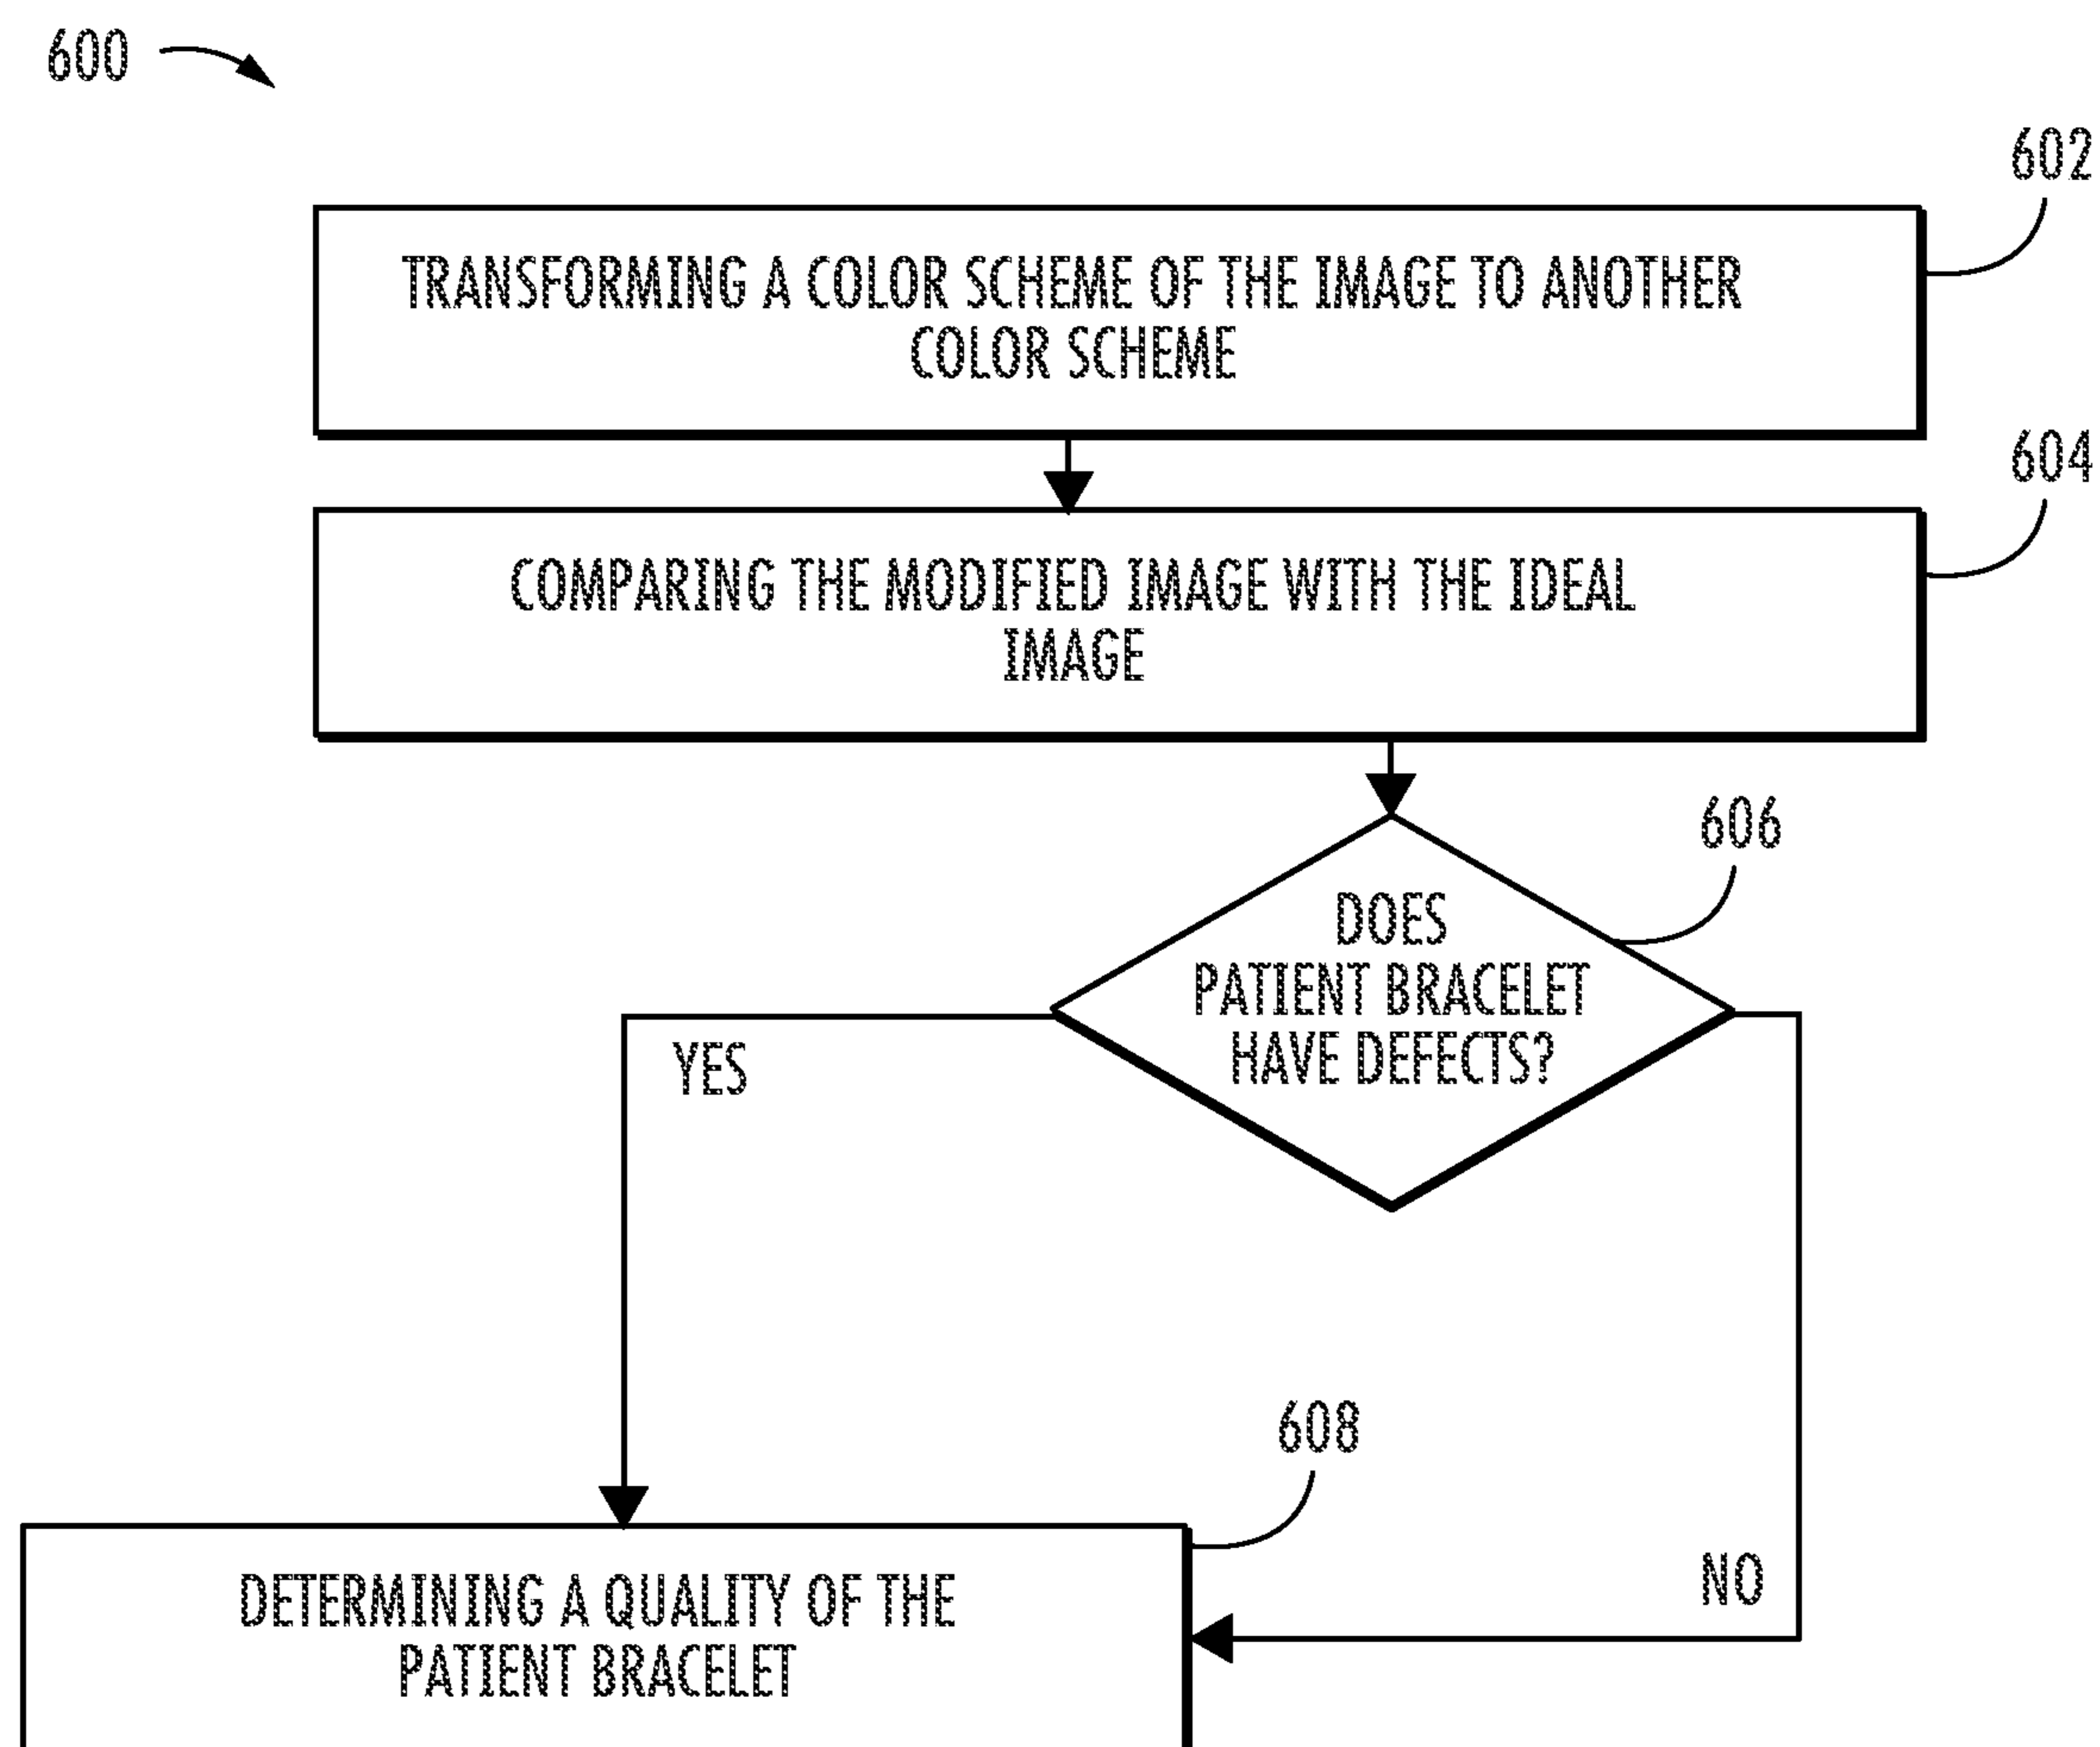 600
602
TRANSFORMING A COLOR SCHEME OF THE IMAGE TO ANOTHER
COLOR SCHEME
604
COMPARING THE MODIFIED IMAGE WITH THE IDEAL
IMAGE
606
DOES
PATIENT BRACELET
HAVE DEFECTS?
YES
608
NO
DETERMINING A QUALITY OF THE
PATIENT BRACELET